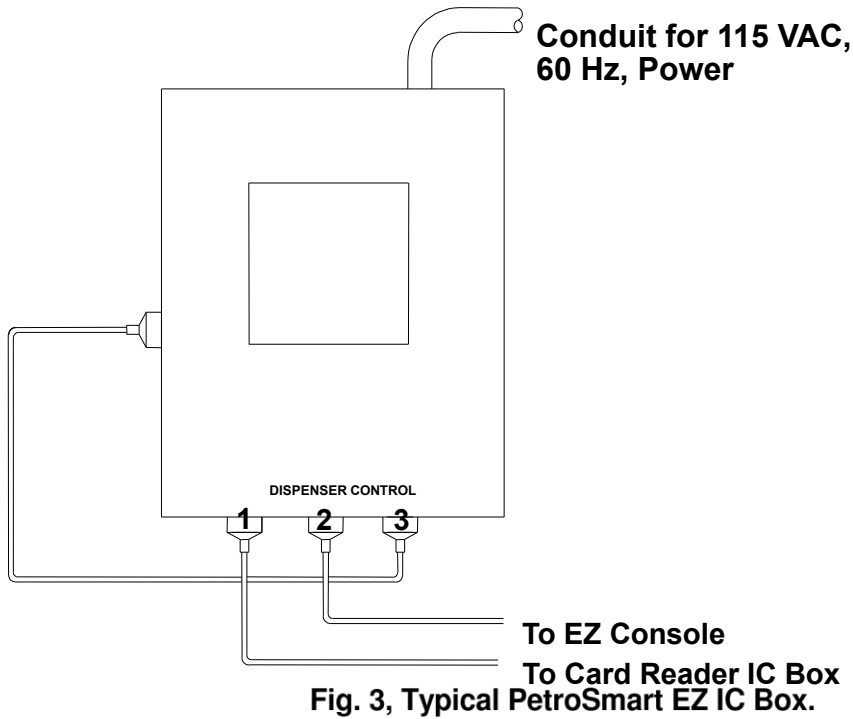 Conduit for 115 VAC,
60 Hz, Power
DISPENSER CONTROL
1 2 3
To EZ Console
To Card Reader IC Box
Fig. 3, Typical PetroSmart EZ IC Box.